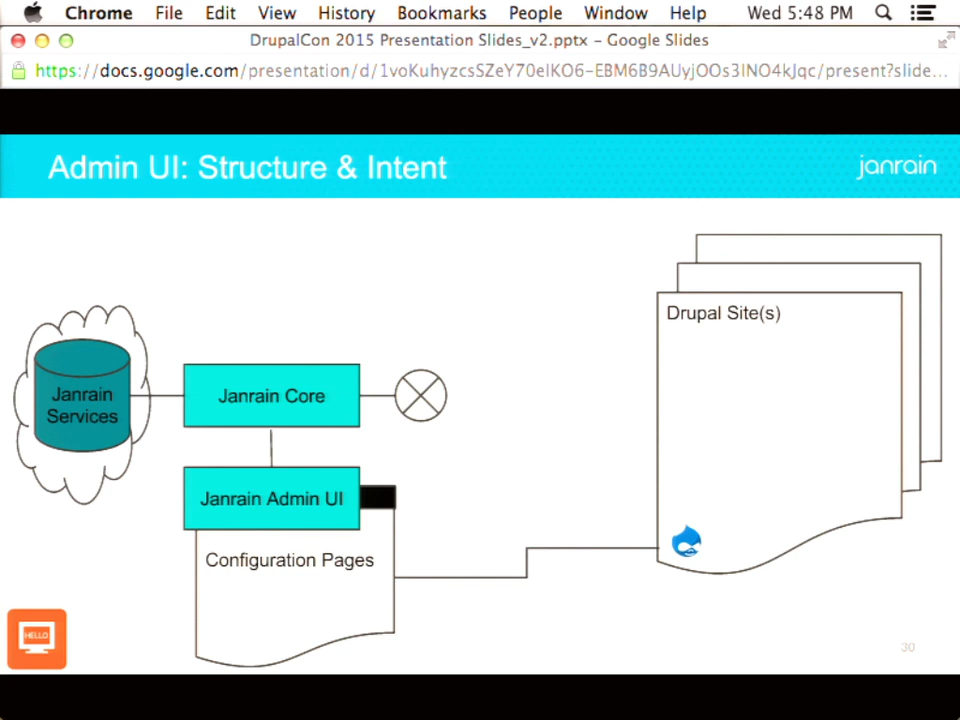 Chrome File Edit View History Bookmarks People Window Help Wed 5:48 PM
DrupalCon 2015 Presentation Slides_v2.pptx – Google Slides
https://docs.google.com/presentation/d/1voKuhyzcsSZeY70elKO6-EBM6B9AUyjOOs3lNO4kJqc/present?slide...
Admin UI: Structure & Intent
janrain
Drupal Site(s)
Janrain
Services
Janrain Core
Janrain Admin UI
Configuration Pages
HELLO
30